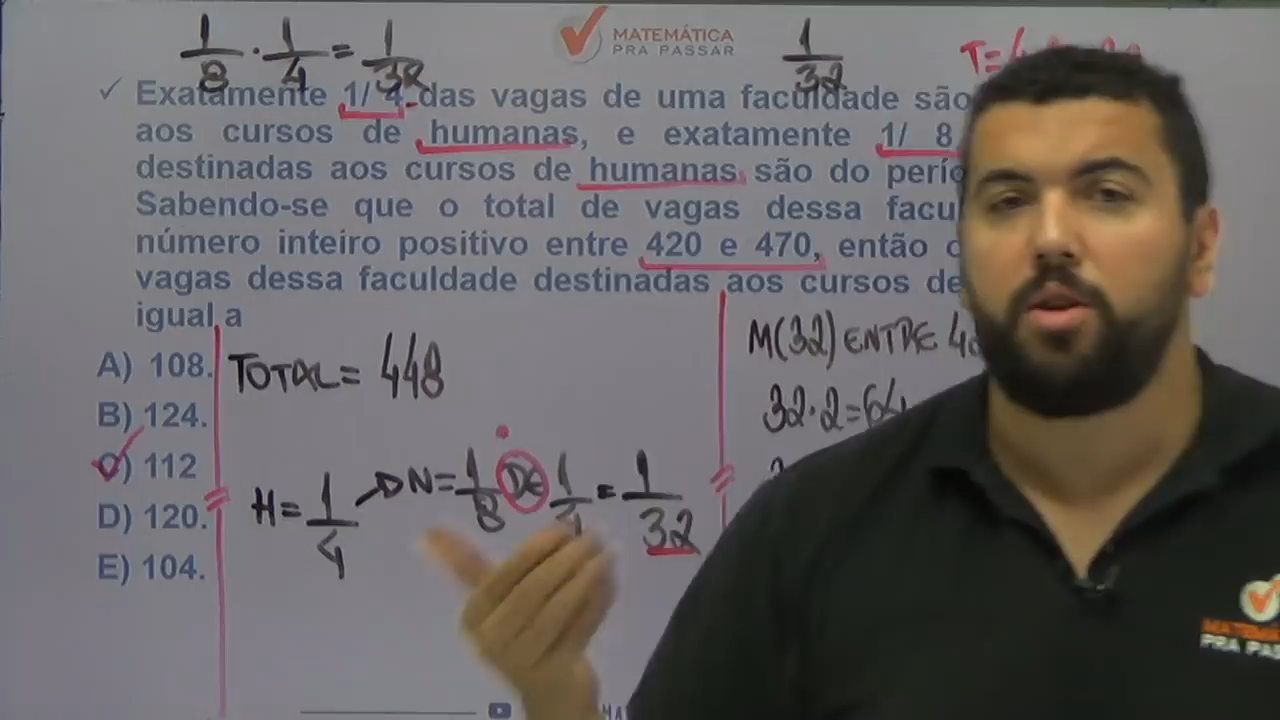 1/8 · 1/4 = 1/32
MATEMÁTICA
PRA PASSAR
1/32
T=
✓ Exatamente 1/ 4 das vagas de uma faculdade são
aos cursos de humanas, e exatamente 1/ 8
destinadas aos cursos de humanas são do
Sabendo-se que o total de vagas dessa
número inteiro positivo entre 420 e 470, então
vagas dessa faculdade destinadas aos cursos de
igual a
A) 108.
B) 124.
C) 112
D) 120.
E) 104.
TOTAL = 448
H = 1/4 → N = 1/8 DE 1/4 = 1/32
M(32) ENTRE
32·2=64
MATEMÁTICA
PRA PASSAR